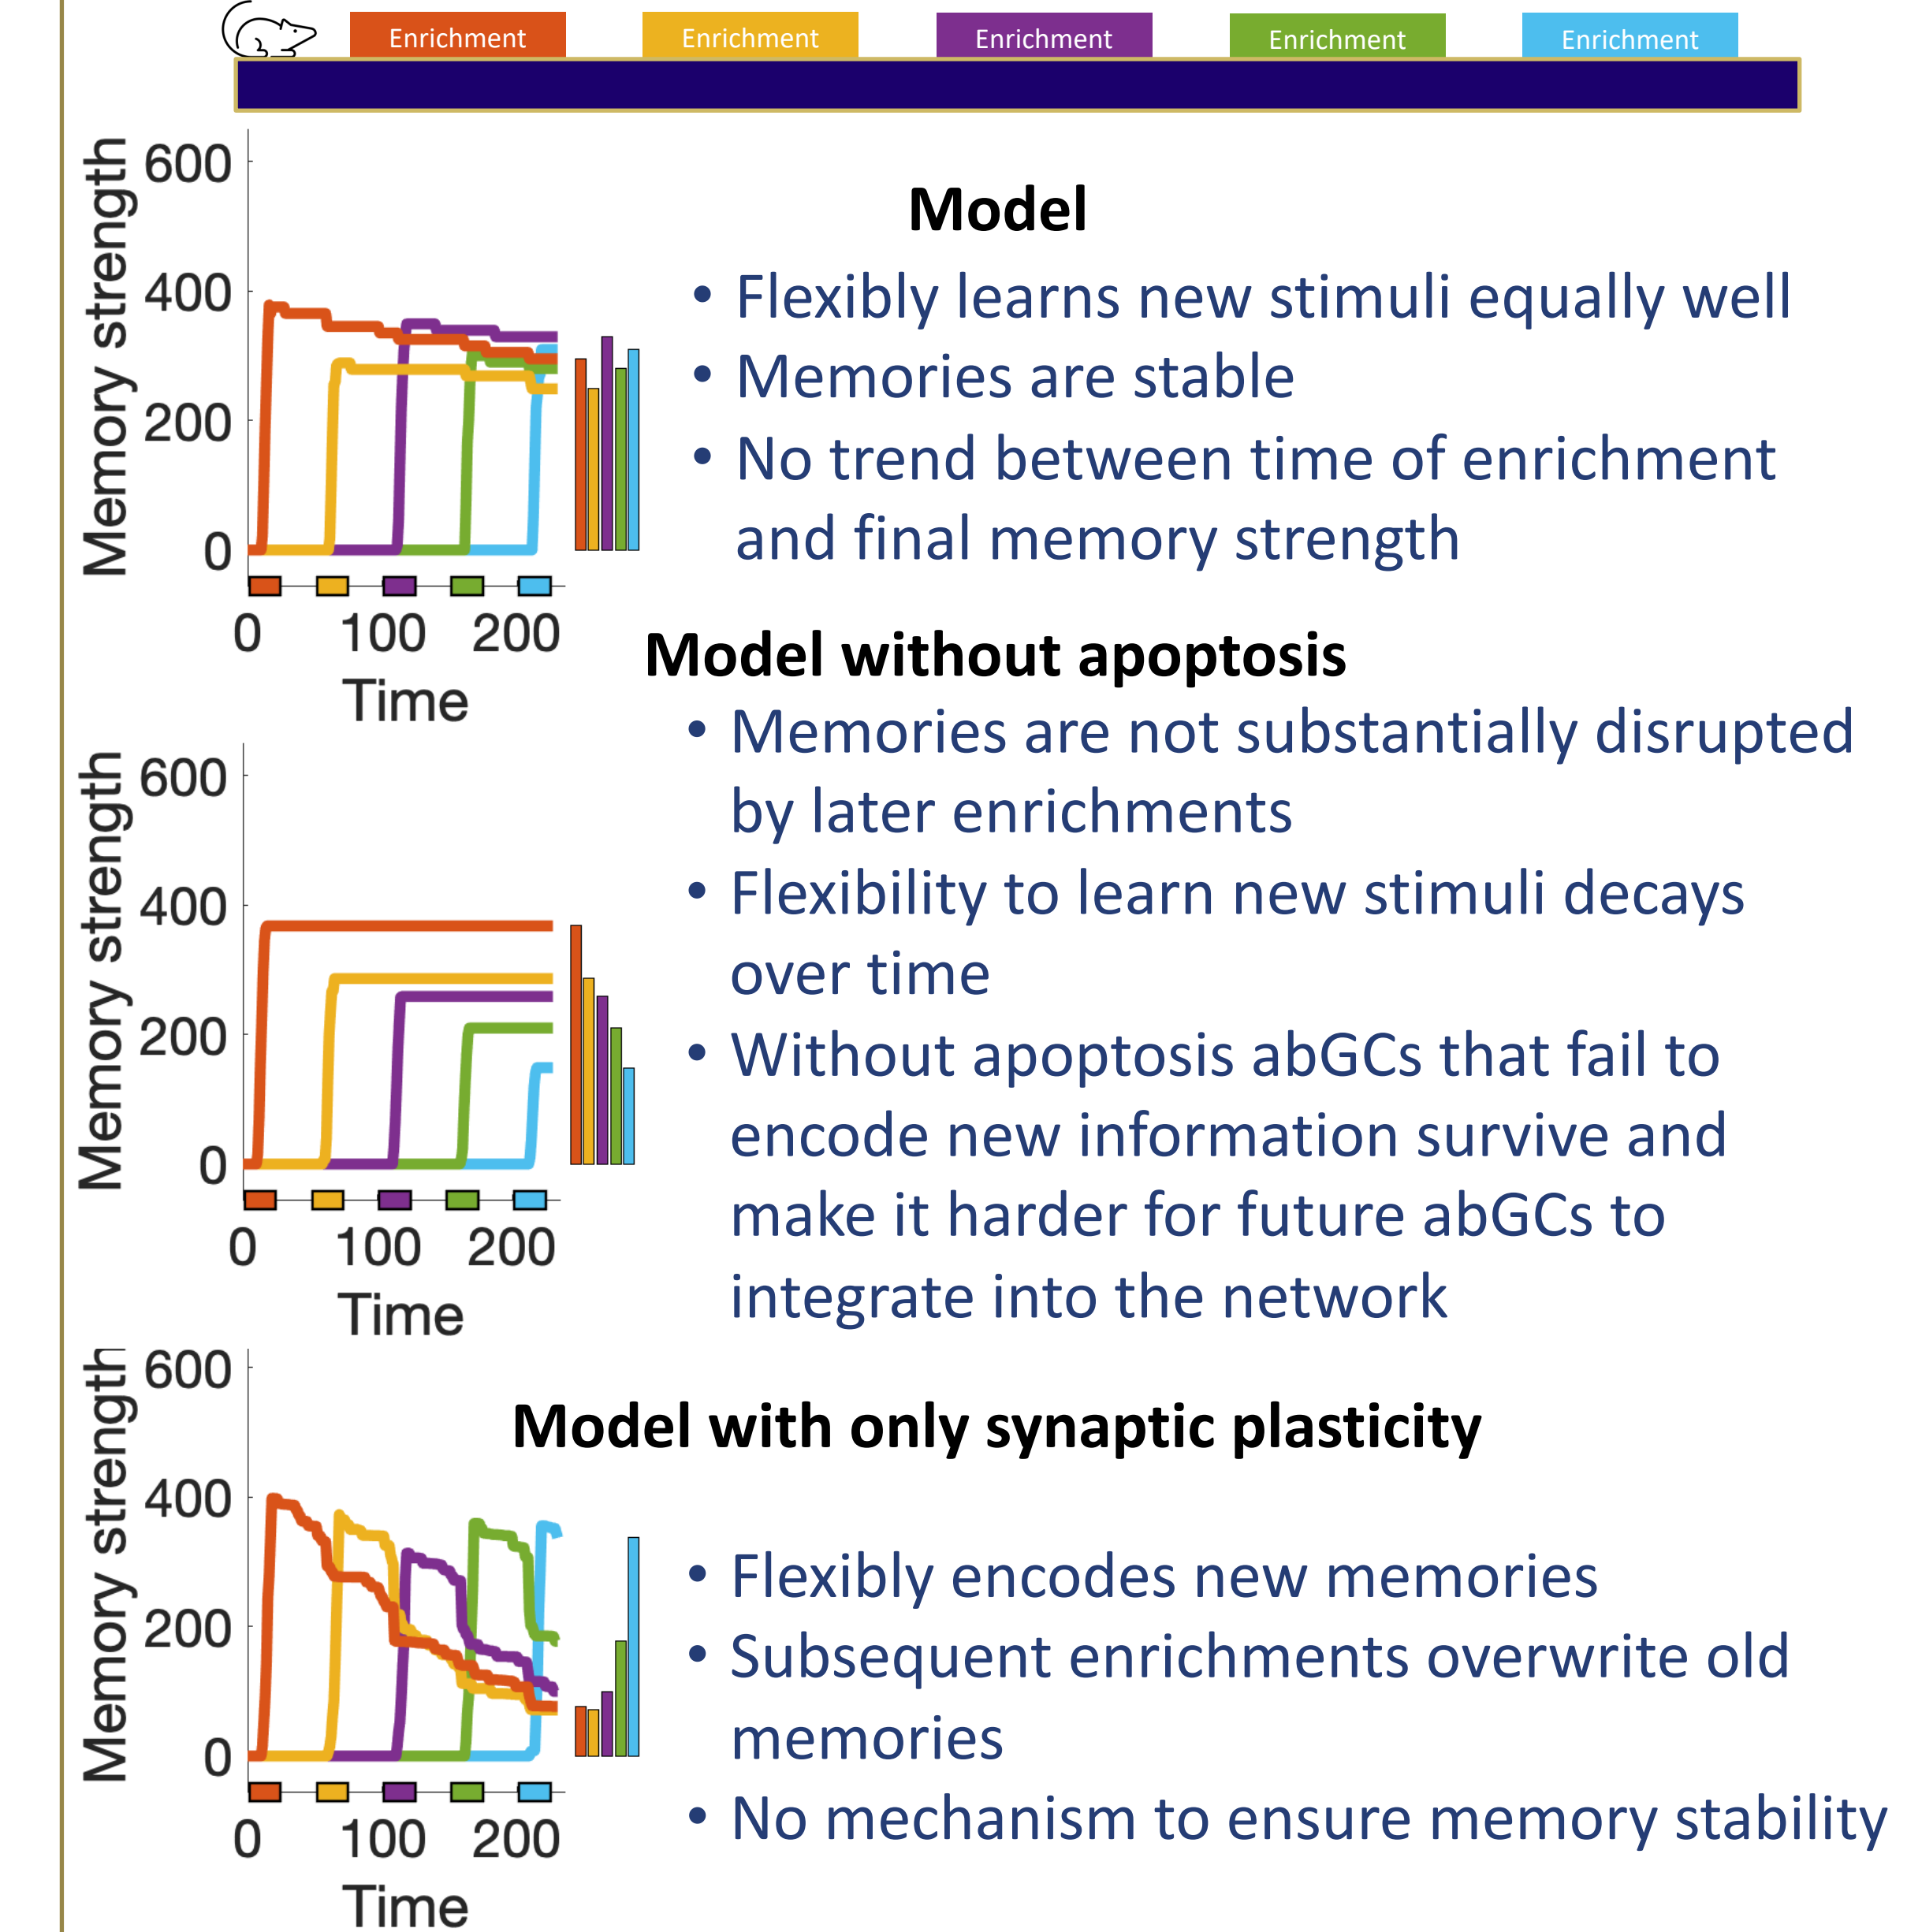 Enrichment
Enrichment
Enrichment
Enrichment
Enrichment
Memory strength
600
400
200
0
0
100
200
Time
Model
• Flexibly learns new stimuli equally well
• Memories are stable
• No trend between time of enrichment
and final memory strength
Memory strength
600
400
200
0
0
100
200
Time
Model without apoptosis
• Memories are not substantially disrupted
by later enrichments
• Flexibility to learn new stimuli decays
over time
• Without apoptosis abGCs that fail to
encode new information survive and
make it harder for future abGCs to
integrate into the network
Memory strength
600
400
200
0
0
100
200
Time
Model with only synaptic plasticity
• Flexibly encodes new memories
• Subsequent enrichments overwrite old
memories
• No mechanism to ensure memory stability